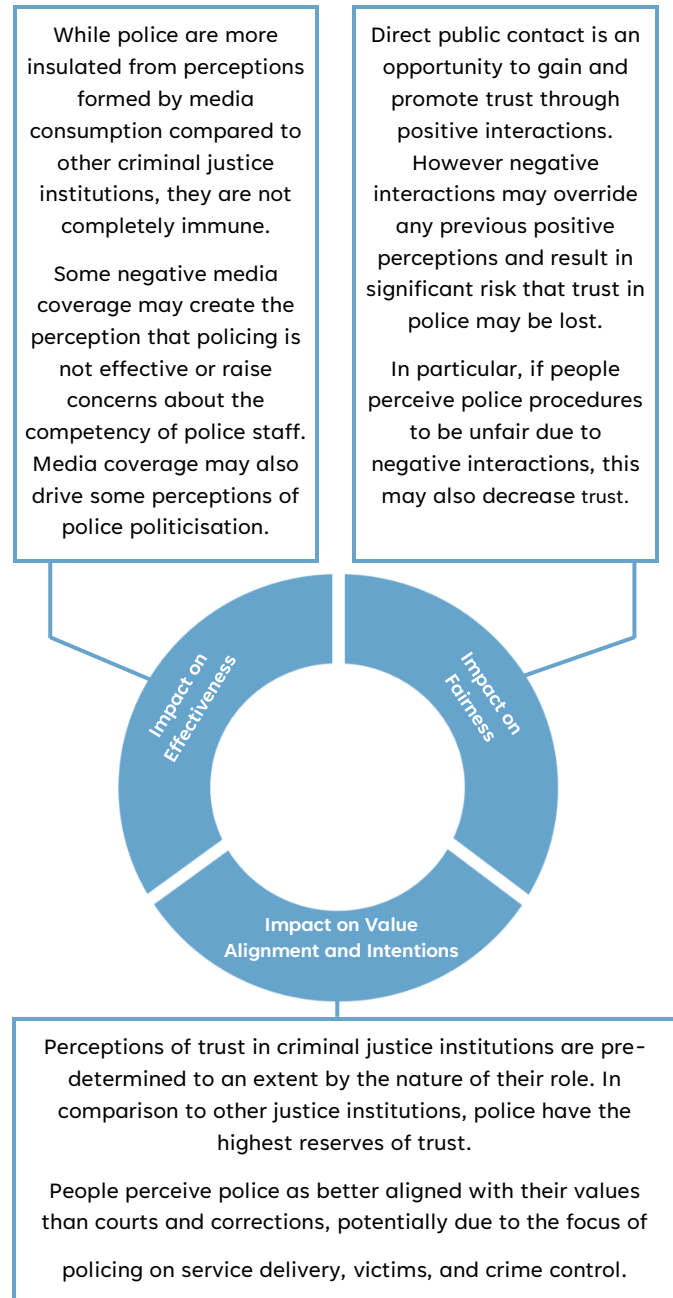 While police are more
insulated from perceptions
formed by media
consumption compared to
other criminal justice
institutions, they are not
completely immune.
Some negative media
coverage may create the
perception that policing is
not effective or raise
concerns about the
competency of police staff.
Media coverage may also
drive some perceptions of
police politicisation.
Direct public contact is an
opportunity to gain and
promote trust through
positive interactions.
However negative
interactions may override
any previous positive
perceptions and result in
significant risk that trust in
police may be lost.
In particular, if people
perceive police procedures
to be unfair due to
negative interactions, this
may also decrease trust.
Impact on
Effectiveness
Impact on
Fairness
Impact on Value
Alignment and Intentions
Perceptions of trust in criminal justice institutions are pre-
determined to an extent by the nature of their role. In
comparison to other justice institutions, police have the
highest reserves of trust.
People perceive police as better aligned with their values
than courts and corrections, potentially due to the focus of
policing on service delivery, victims, and crime control.